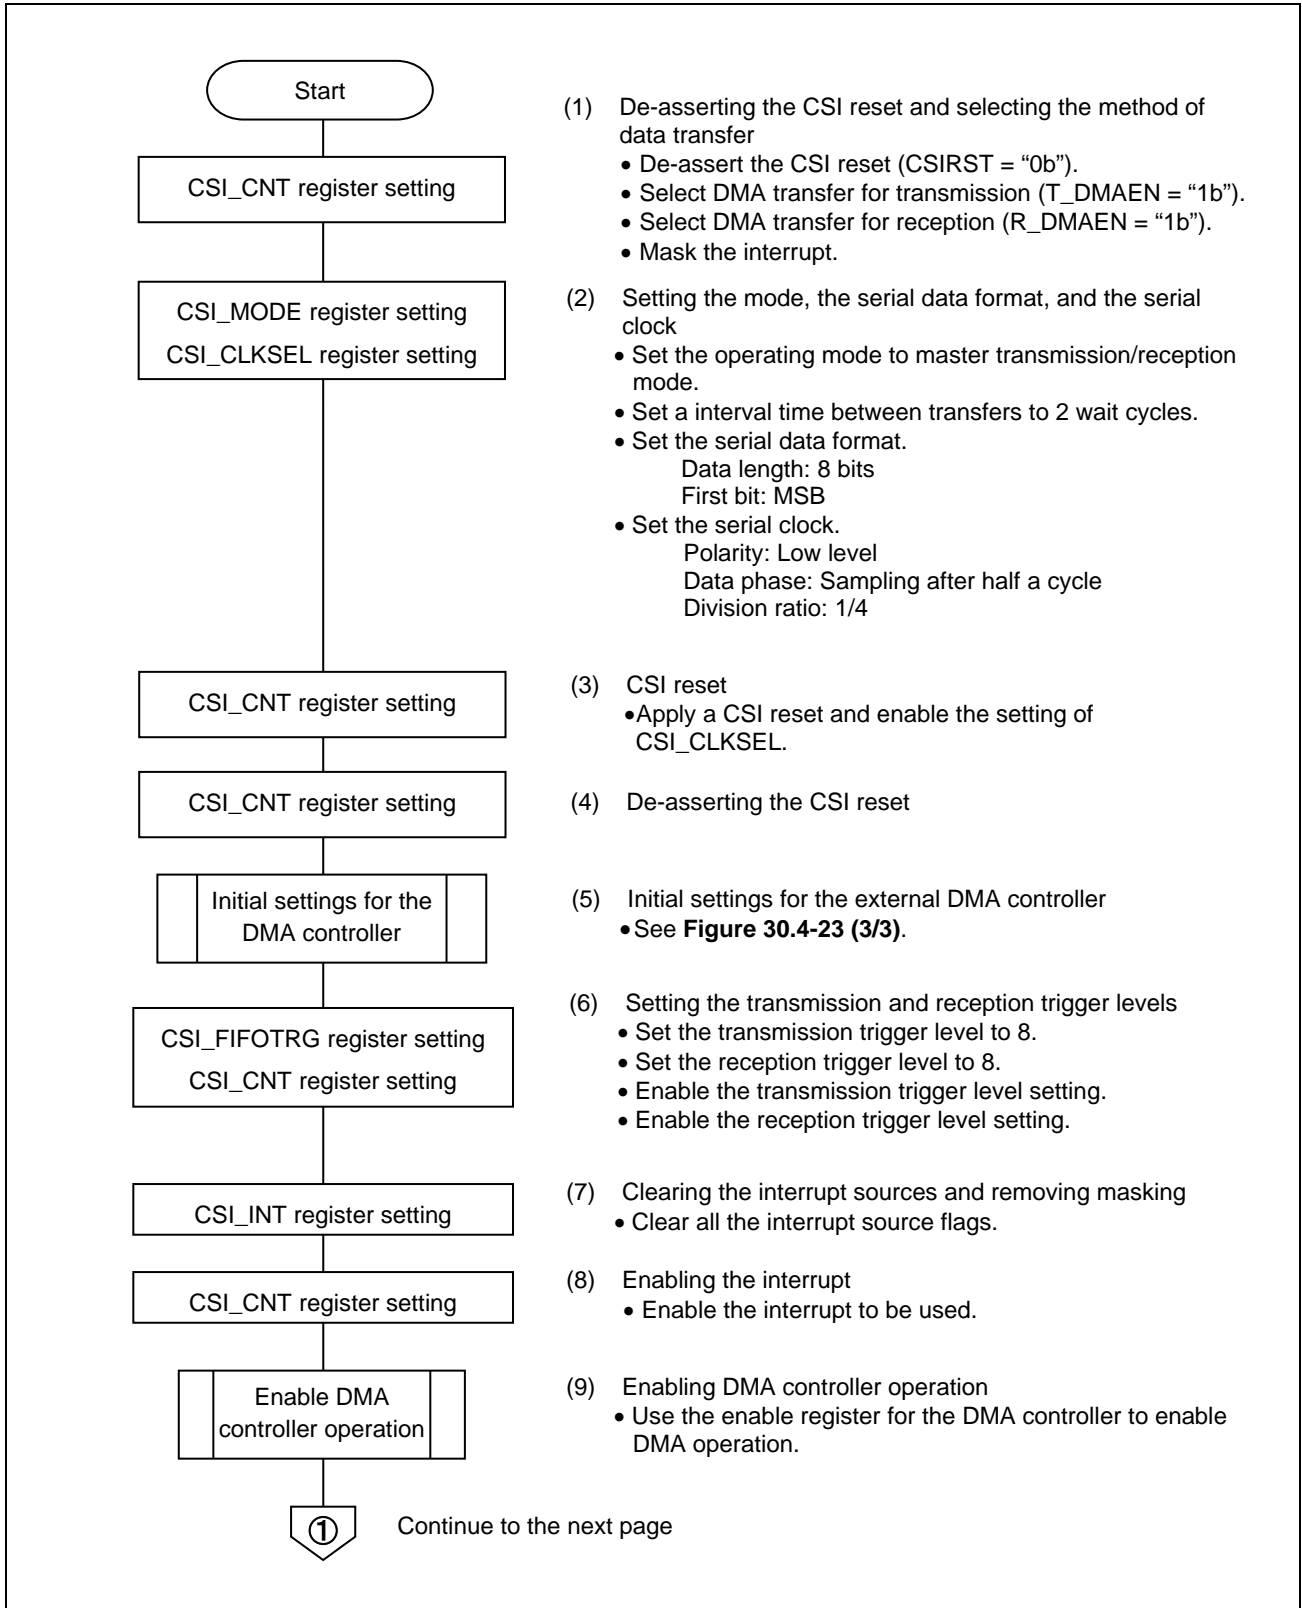 Start
CSI_CNT register setting
(1) De-asserting the CSI reset and selecting the method of
data transfer
• De-assert the CSI reset (CSIRST = “0b”).
• Select DMA transfer for transmission (T_DMAEN = “1b”).
• Select DMA transfer for reception (R_DMAEN = “1b”).
• Mask the interrupt.
CSI_MODE register setting
CSI_CLKSEL register setting
(2) Setting the mode, the serial data format, and the serial
clock
• Set the operating mode to master transmission/reception
mode.
• Set a interval time between transfers to 2 wait cycles.
• Set the serial data format.
Data length: 8 bits
First bit: MSB
• Set the serial clock.
Polarity: Low level
Data phase: Sampling after half a cycle
Division ratio: 1/4
CSI_CNT register setting
(3) CSI reset
•Apply a CSI reset and enable the setting of
CSI_CLKSEL.
CSI_CNT register setting
(4) De-asserting the CSI reset
Initial settings for the
DMA controller
(5) Initial settings for the external DMA controller
•See Figure 30.4-23 (3/3).
CSI_FIFOTRG register setting
CSI_CNT register setting
(6) Setting the transmission and reception trigger levels
• Set the transmission trigger level to 8.
• Set the reception trigger level to 8.
• Enable the transmission trigger level setting.
• Enable the reception trigger level setting.
CSI_INT register setting
(7) Clearing the interrupt sources and removing masking
• Clear all the interrupt source flags.
CSI_CNT register setting
(8) Enabling the interrupt
• Enable the interrupt to be used.
Enable DMA
controller operation
(9) Enabling DMA controller operation
• Use the enable register for the DMA controller to enable
DMA operation.
① Continue to the next page